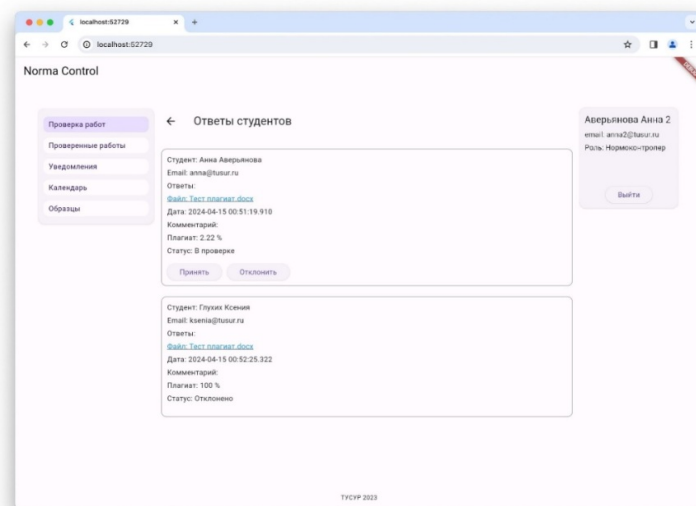 localhost:52729
localhost:52729
Norma Control
Проверка работ
Проверенные работы
Уведомления
Календарь
Образцы
Ответы студентов
Студент: Анна Аверьянова
Email: anna@tusur.ru
Ответы:
Файл: Тест плагиат.docx
Дата: 2024-04-15 00:51:19.910
Комментарий:
Плагиат: 2.22 %
Статус: В проверке
Принять
Отклонить
Студент: Глухих Ксения
Email: ksenia@tusur.ru
Ответы:
Файл: Тест плагиат.docx
Дата: 2024-04-15 00:52:25.322
Комментарий:
Плагиат: 100 %
Статус: Отклонено
Аверьянова Анна 2
email: anna2@tusur.ru
Роль: Нормоконтролер
Выйти
ТУСУР 2023